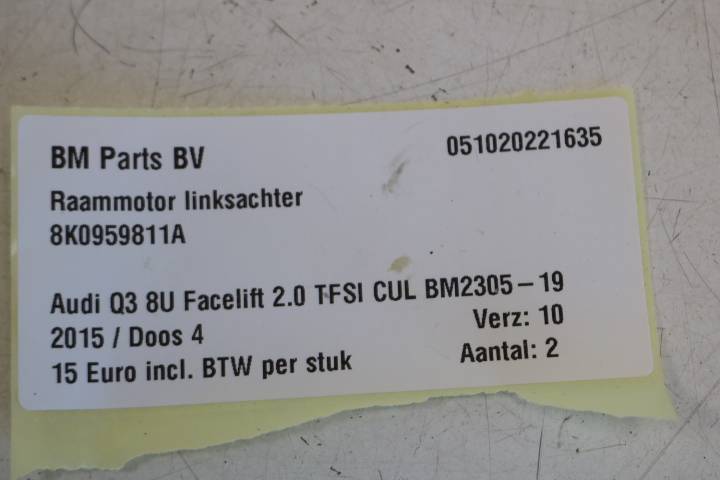 BM Parts BV 051020221635
Raammotor linksachter
8K0959811A
Audi Q3 8U Facelift 2.0 TFSI CUL BM2305-19
2015 / Doos 4 Verz: 10
15 Euro incl. BTW per stuk Aantal: 2